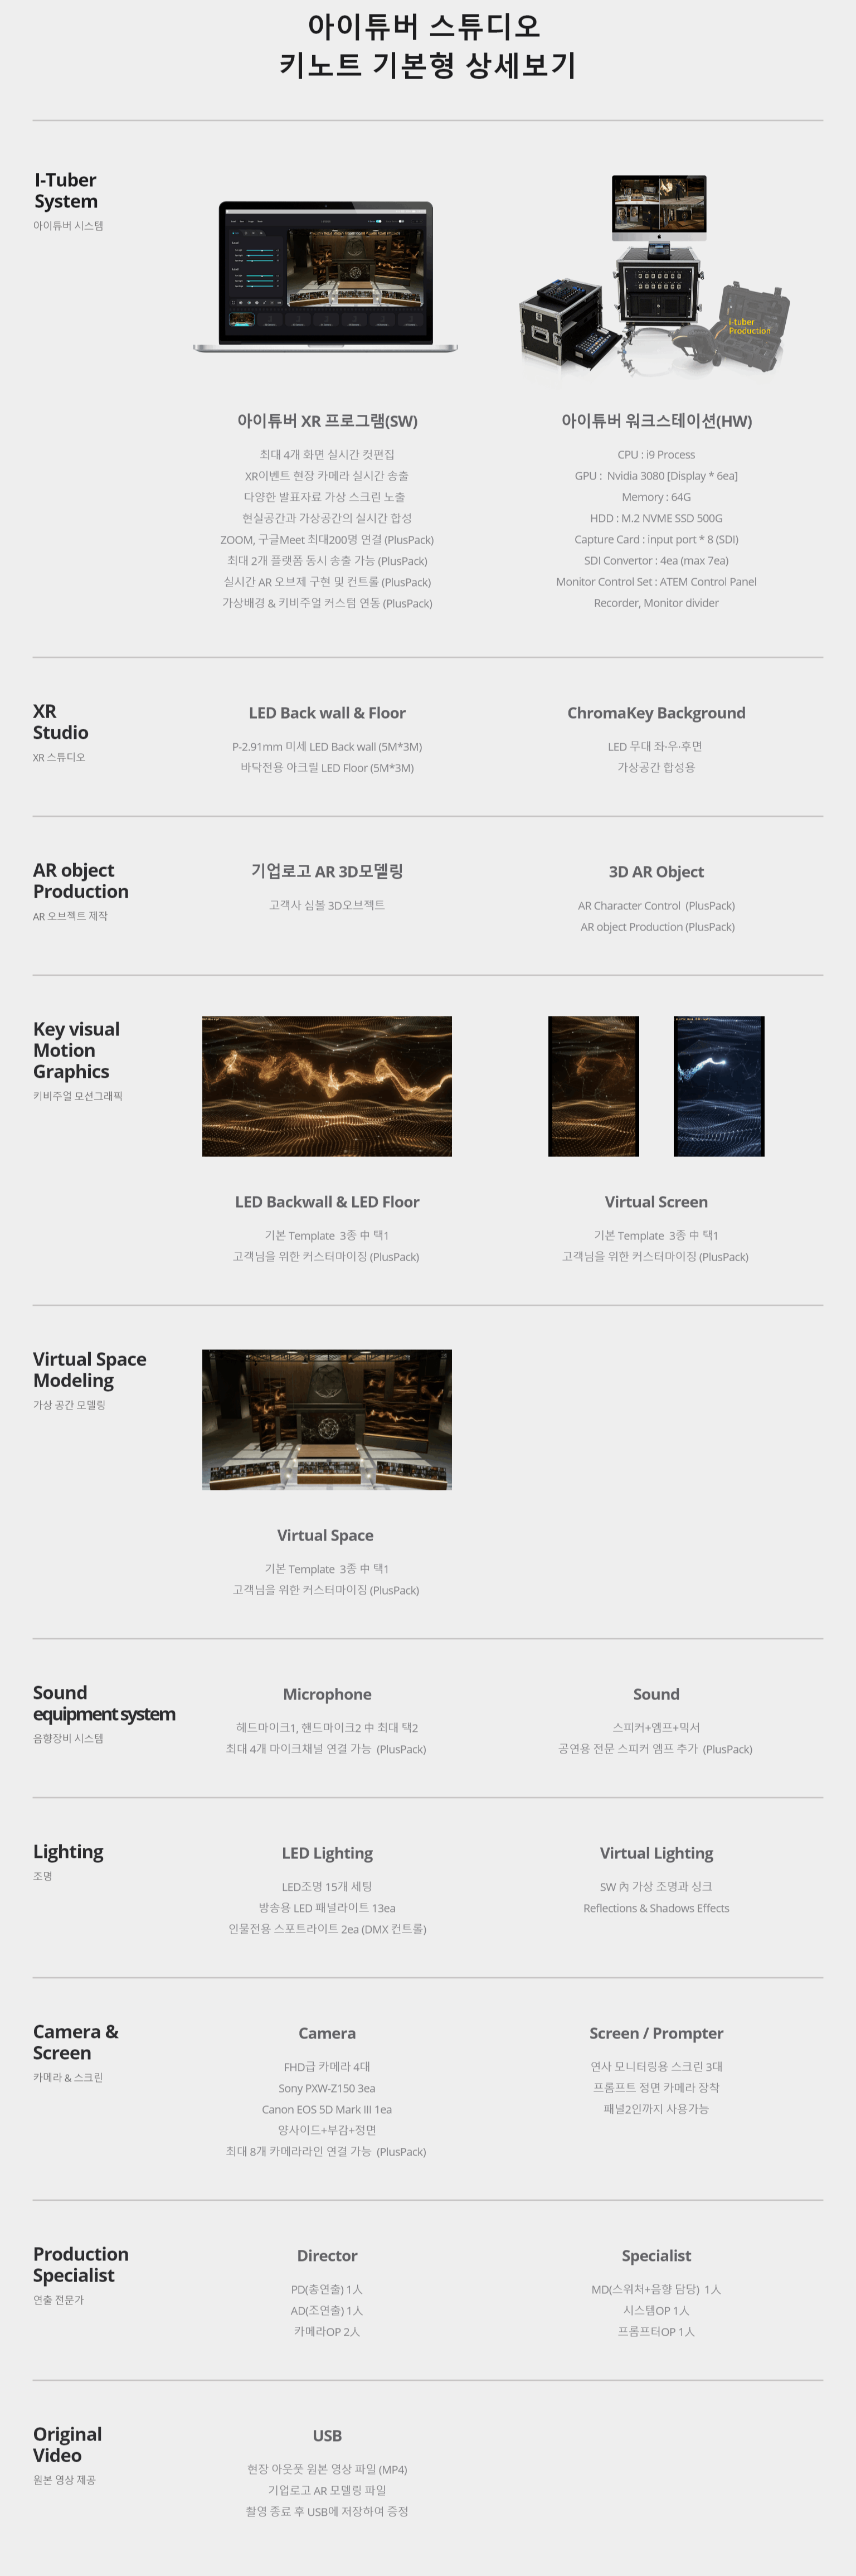 아이튜버 스튜디오
키노트 기본형 상세보기
I-Tuber
System
아이튜버 시스템
i-tuber
Production
아이튜버 XR 프로그램(SW)
최대 4개 화면 실시간 컷편집
XR이벤트 현장 카메라 실시간 송출
다양한 발표자료 가상 스크린 노출
현실공간과 가상공간의 실시간 합성
ZOOM, 구글Meet 최대200명 연결 (PlusPack)
최대 2개 플랫폼 동시 송출 가능 (PlusPack)
실시간 AR 오브제 구현 및 컨트롤 (PlusPack)
가상배경 & 키비주얼 커스텀 연동 (PlusPack)
아이튜버 워크스테이션(HW)
CPU : i9 Process
GPU : Nvidia 3080 [Display * 6ea]
Memory : 64G
HDD : M.2 NVME SSD 500G
Capture Card : input port * 8 (SDI)
SDI Convertor : 4ea (max 7ea)
Monitor Control Set : ATEM Control Panel
Recorder, Monitor divider
XR
Studio
XR 스튜디오
LED Back wall & Floor
P-2.91mm 미세 LED Back wall (5M*3M)
바닥전용 아크릴 LED Floor (5M*3M)
ChromaKey Background
LED 무대 좌·우·후면
가상공간 합성용
AR object
Production
AR 오브젝트 제작
기업로고 AR 3D모델링
고객사 심볼 3D오브젝트
3D AR Object
AR Character Control (PlusPack)
AR object Production (PlusPack)
Key visual
Motion
Graphics
키비주얼 모션그래픽
LED Backwall & LED Floor
기본 Template 3종 中 택1
고객님을 위한 커스터마이징 (PlusPack)
Virtual Screen
기본 Template 3종 中 택1
고객님을 위한 커스터마이징 (PlusPack)
Virtual Space
Modeling
가상 공간 모델링
Virtual Space
기본 Template 3종 中 택1
고객님을 위한 커스터마이징 (PlusPack)
Sound
equipment system
음향장비 시스템
Microphone
헤드마이크1, 핸드마이크2 中 최대 택2
최대 4개 마이크채널 연결 가능 (PlusPack)
Sound
스피커+엠프+믹서
공연용 전문 스피커 엠프 추가 (PlusPack)
Lighting
조명
LED Lighting
LED조명 15개 세팅
방송용 LED 패널라이트 13ea
인물전용 스포트라이트 2ea (DMX 컨트롤)
Virtual Lighting
SW 內 가상 조명과 싱크
Reflections & Shadows Effects
Camera &
Screen
카메라 & 스크린
Camera
FHD급 카메라 4대
Sony PXW-Z150 3ea
Canon EOS 5D Mark III 1ea
양사이드+부감+정면
최대 8개 카메라라인 연결 가능 (PlusPack)
Screen / Prompter
연사 모니터링용 스크린 3대
프롬프트 정면 카메라 장착
패널2인까지 사용가능
Production
Specialist
연출 전문가
Director
PD(총연출) 1人
AD(조연출) 1人
카메라OP 2人
Specialist
MD(스위처+음향 담당) 1人
시스템OP 1人
프롬프터OP 1人
Original
Video
원본 영상 제공
USB
현장 아웃풋 원본 영상 파일 (MP4)
기업로고 AR 모델링 파일
촬영 종료 후 USB에 저장하여 증정